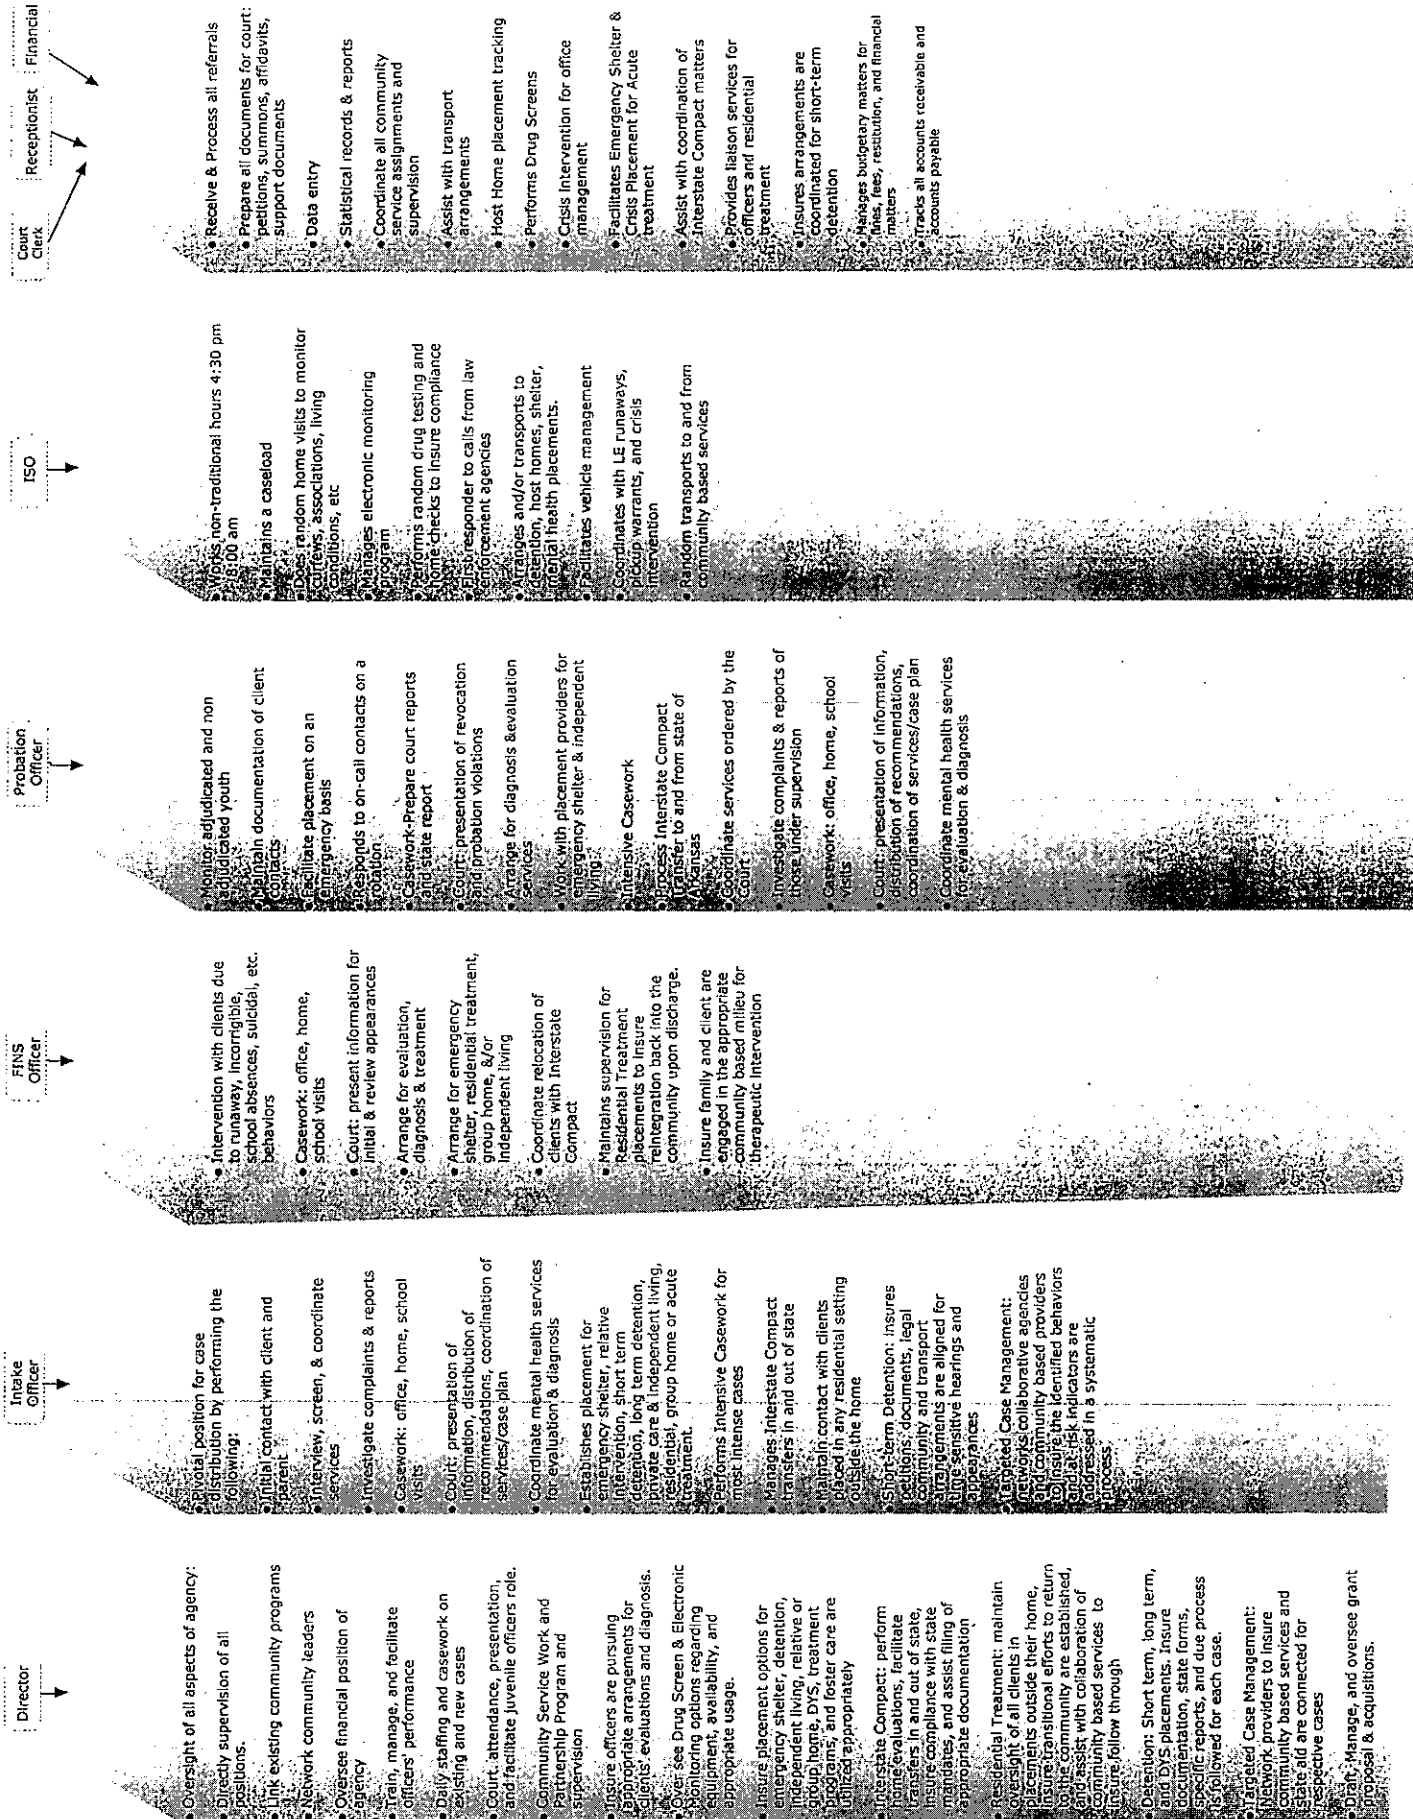 Director
• Oversight of all aspects of agency:
• Directly supervision of all
positions.
• Link existing community programs
• Network community leaders
• Oversee financial position of
agency
• Train, manage, and facilitate
officers' performance
• Daily staffing and casework on
existing and new cases
• Court: attendance, presentation,
and facilitate juvenile officers role.
• Community Service Work and
Partnership Program and
supervision
• Insure officers are pursuing
appropriate arrangements for
clients' evaluations and diagnosis.
• Over see Drug Screen & Electronic
Monitoring options regarding
equipment, availability, and
appropriate usage.
• Insure placement options for
emergency shelter, detention,
independent living, relative or
group home, DYS, treatment
programs, and foster care are
utilized appropriately
• Interstate Compact: perform
home evaluations, facilitate
transfers in and out of state,
insure compliance with state
mandates, and assist filing of
appropriate documentation
• Residential Treatment: maintain
oversight of all clients in
placements outside their home,
insure transitional efforts to return
to the community are established,
and assist with collaboration of
community based services to
insure follow through
• Detention: Short term, long term,
and DYS placements. Insure
documentation, state forms,
specific reports, and due process
is followed for each case.
• Targeted Case Management:
Network providers to insure
community based services and
state aid are connected for
respective cases
Draft, Manage, and oversee grant
proposal & acquisitions.
Intake
Officer
• Pivotal position for case
distribution by performing the
following:
• Initial contact with client and
parent
• Interview, screen, & coordinate
services
• Investigate complaints & reports
• Casework: office, home, school
visits
• Court: presentation of
information, distribution of
recommendations, coordination of
services/case plan
• Coordinate mental health services
for evaluation & diagnosis
• Establishes placement for
emergency shelter, relative
intervention, short term
detention, long term detention,
private care & independent living,
residential, group home or acute
treatment.
• Performs Intensive Casework for
most intense cases
• Manages Interstate Compact
transfers in and out of state
• Maintain contact with clients
placed in any residential setting
outside the home
• Short-term Detention: insures
petitions, documents, legal
community and transport
arrangements are aligned for
time sensitive hearings and
appearances
• Targeted Case Management:
networks collaborative agencies
and community based providers
to insure the identified behaviors
and at-risk indicators are
addressed in a systematic
process
FINS
Officer
• Intervention with clients due
to runaway, incorrigible,
school absences, suicidal, etc.
behaviors
• Casework: office, home,
school visits
• Court: present information for
initial & review appearances
• Arrange for evaluation,
diagnosis & treatment
• Arrange for emergency
shelter, residential treatment,
group home, &/or
Independent living
• Coordinate relocation of
clients with Interstate
Compact
• Maintains supervision for
Residential Treatment
placements to insure
reintegration back into the
community upon discharge.
• Insure family and client are
engaged in the appropriate
community based milieu for
therapeutic intervention
Probation
Officer
• Monitor adjudicated and non
adjudicated youth
• Maintain documentation of client
contacts
• Facilitate placement on an
emergency basis
• Responds to on-call contacts on a
rotation
• Casework-Prepare court reports
and state report
• Court: presentation of revocation
and probation violations
• Arrange for diagnosis &evaluation
services
• Work with placement providers for
emergency shelter & independent
living
• Intensive Casework
• Process Interstate Compact
Transfer to and from state of
Arkansas
• Coordinate services ordered by the
Court
• Investigate complaints & reports of
those under supervision
• Casework: office, home, school
visits
• Court: presentation of information,
distribution of recommendations,
coordination of services/case plan
• Coordinate mental health services
for evaluation & diagnosis
ISO
• Works non-traditional hours 4:30 pm
- 8:00 am
• Maintains a caseload
• Does random home visits to monitor
curfews, associations, living
conditions, etc
• Manages electronic monitoring
program
• Performs random drug testing and
home checks to insure compliance
• First responder to calls from law
enforcement agencies
• Arranges and/or transports to
detention, host homes, shelter,
mental health placements.
• Facilitates vehicle management
• Coordinates with LE runaways,
pickup warrants, and crisis
intervention
• Random transports to and from
community based services
Court
Clerk
Receptionist
Financial
• Receive & Process all referrals
• Prepare all documents for court:
petitions, summons, affidavits,
support documents
• Data entry
• Statistical records & reports
• Coordinate all community
service assignments and
supervision
• Assist with transport
arrangements
• Host Home placement tracking
• Performs Drug Screens
• Crisis Intervention for office
management
• Facilitates Emergency Shelter &
Crisis Placement for Acute
treatment
• Assist with coordination of
Interstate Compact matters
• Provides liaison services for
officers and residential
treatment
• Insures arrangements are
coordinated for short-term
detention
• Manages budgetary matters for
fines, fees, restitution, and financial
matters
• Tracks all accounts receivable and
accounts payable